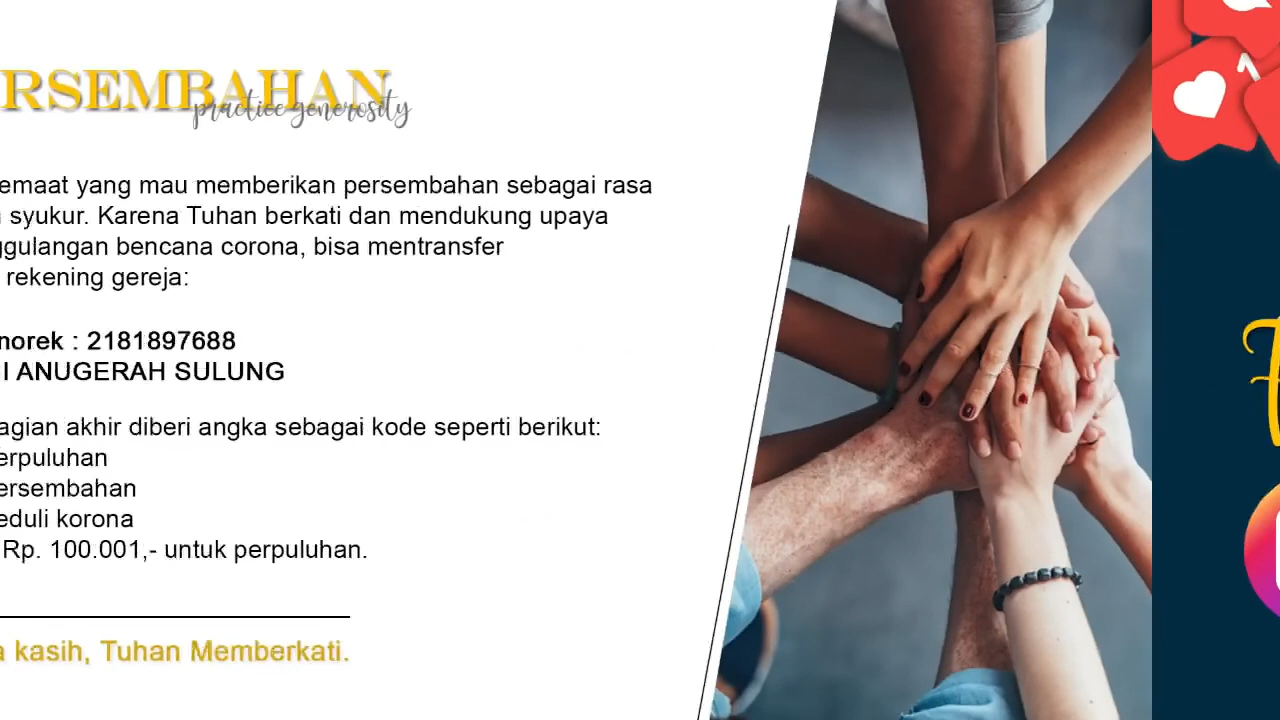 RSEMBAHAN
practice generosity
emaat yang mau memberikan persembahan sebagai rasa
syukur. Karena Tuhan berkati dan mendukung upaya
ggulangan bencana corona, bisa mentransfer
rekening gereja:
norek : 2181897688
I ANUGERAH SULUNG
agian akhir diberi angka sebagai kode seperti berikut:
erpuluhan
ersembahan
eduli korona
Rp. 100.001,- untuk perpuluhan.
a kasih, Tuhan Memberkati.